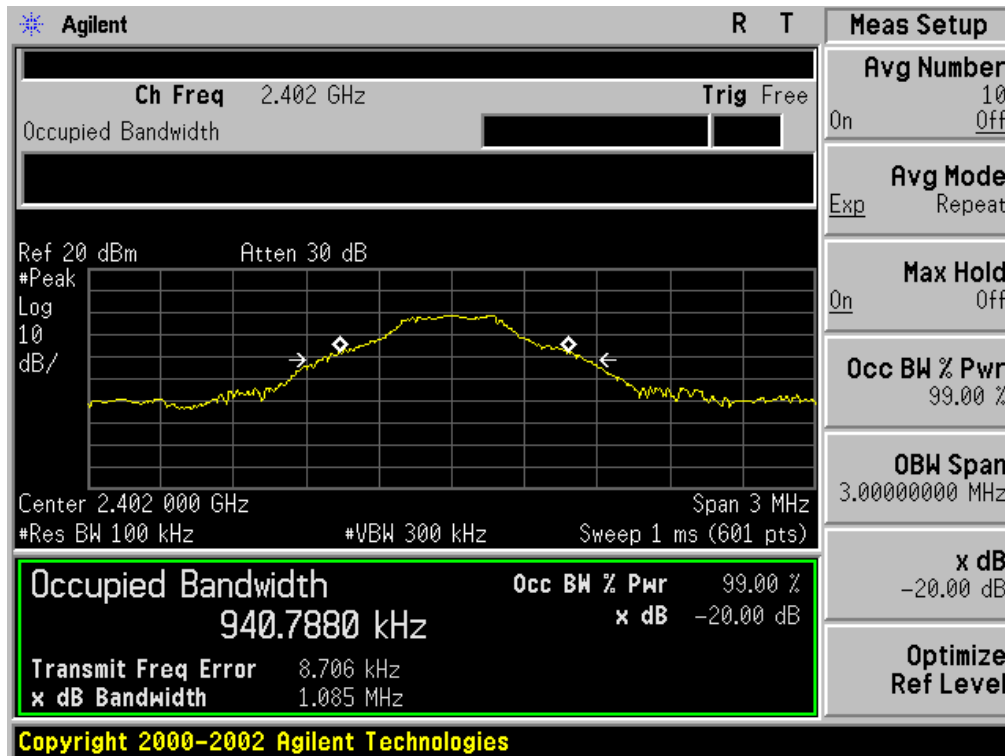 Agilent R T
Ch Freq 2.402 GHz Trig Free
Occupied Bandwidth
Ref 20 dBm Atten 30 dB
#Peak
Log
10
dB/
Center 2.402 000 GHz Span 3 MHz
#Res BW 100 kHz #VBW 300 kHz Sweep 1 ms (601 pts)
Occupied Bandwidth Occ BW % Pwr 99.00 %
940.7880 kHz x dB -20.00 dB
Transmit Freq Error 8.706 kHz
x dB Bandwidth 1.085 MHz
Copyright 2000-2002 Agilent Technologies
Meas Setup
Avg Number
10
On Off
Avg Mode
Exp Repeat
Max Hold
On Off
Occ BW % Pwr
99.00 %
OBW Span
3.00000000 MHz
x dB
-20.00 dB
Optimize
Ref Level